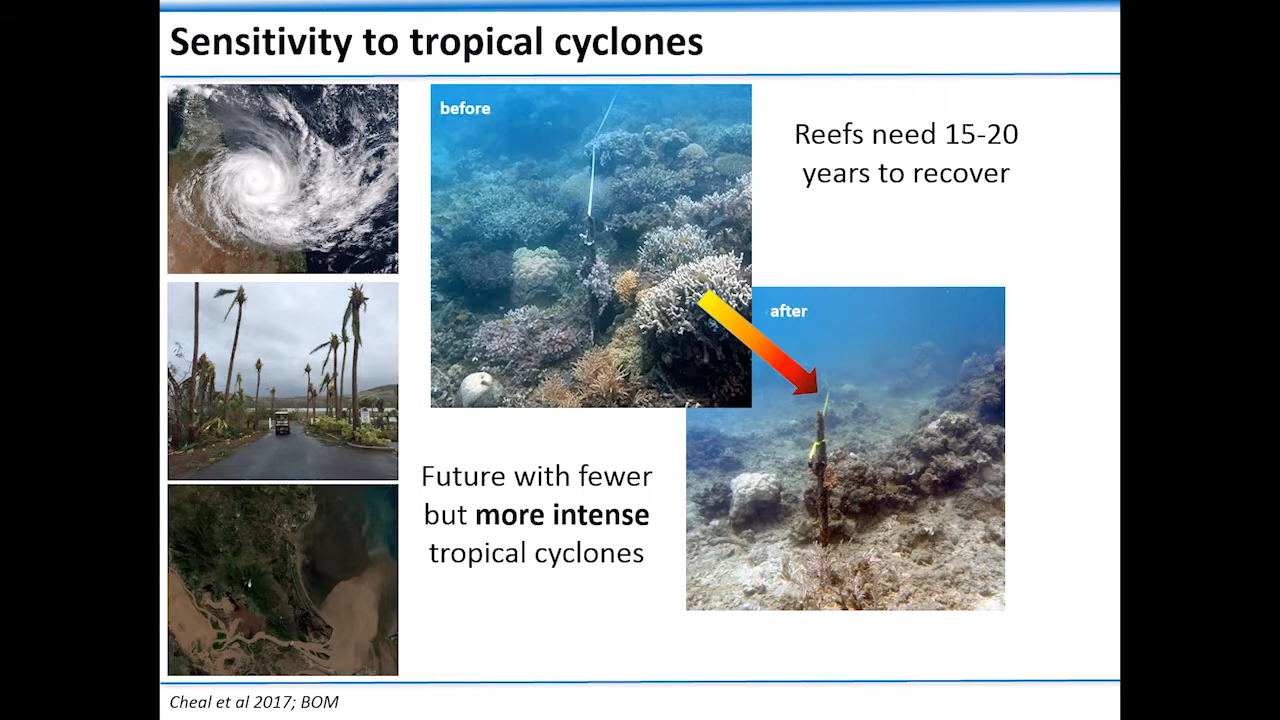 Sensitivity to tropical cyclones
before
Reefs need 15-20
years to recover
after
Future with fewer
but more intense
tropical cyclones
Cheal et al 2017; BOM